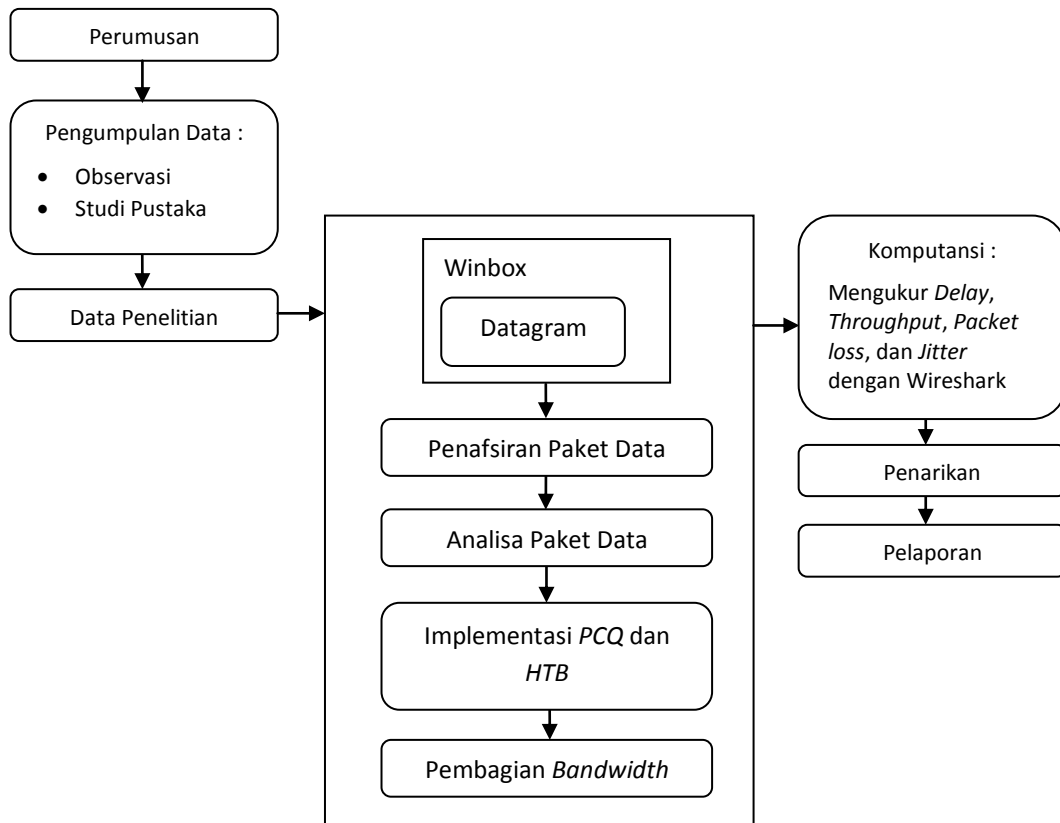 Perumusan
Pengumpulan Data :
• Observasi
• Studi Pustaka
Data Penelitian
Winbox
Datagram
Penafsiran Paket Data
Analisa Paket Data
Implementasi PCQ dan
HTB
Pembagian Bandwidth
Komputansi :
Mengukur Delay,
Throughput, Packet
loss, dan Jitter
dengan Wireshark
Penarikan
Pelaporan